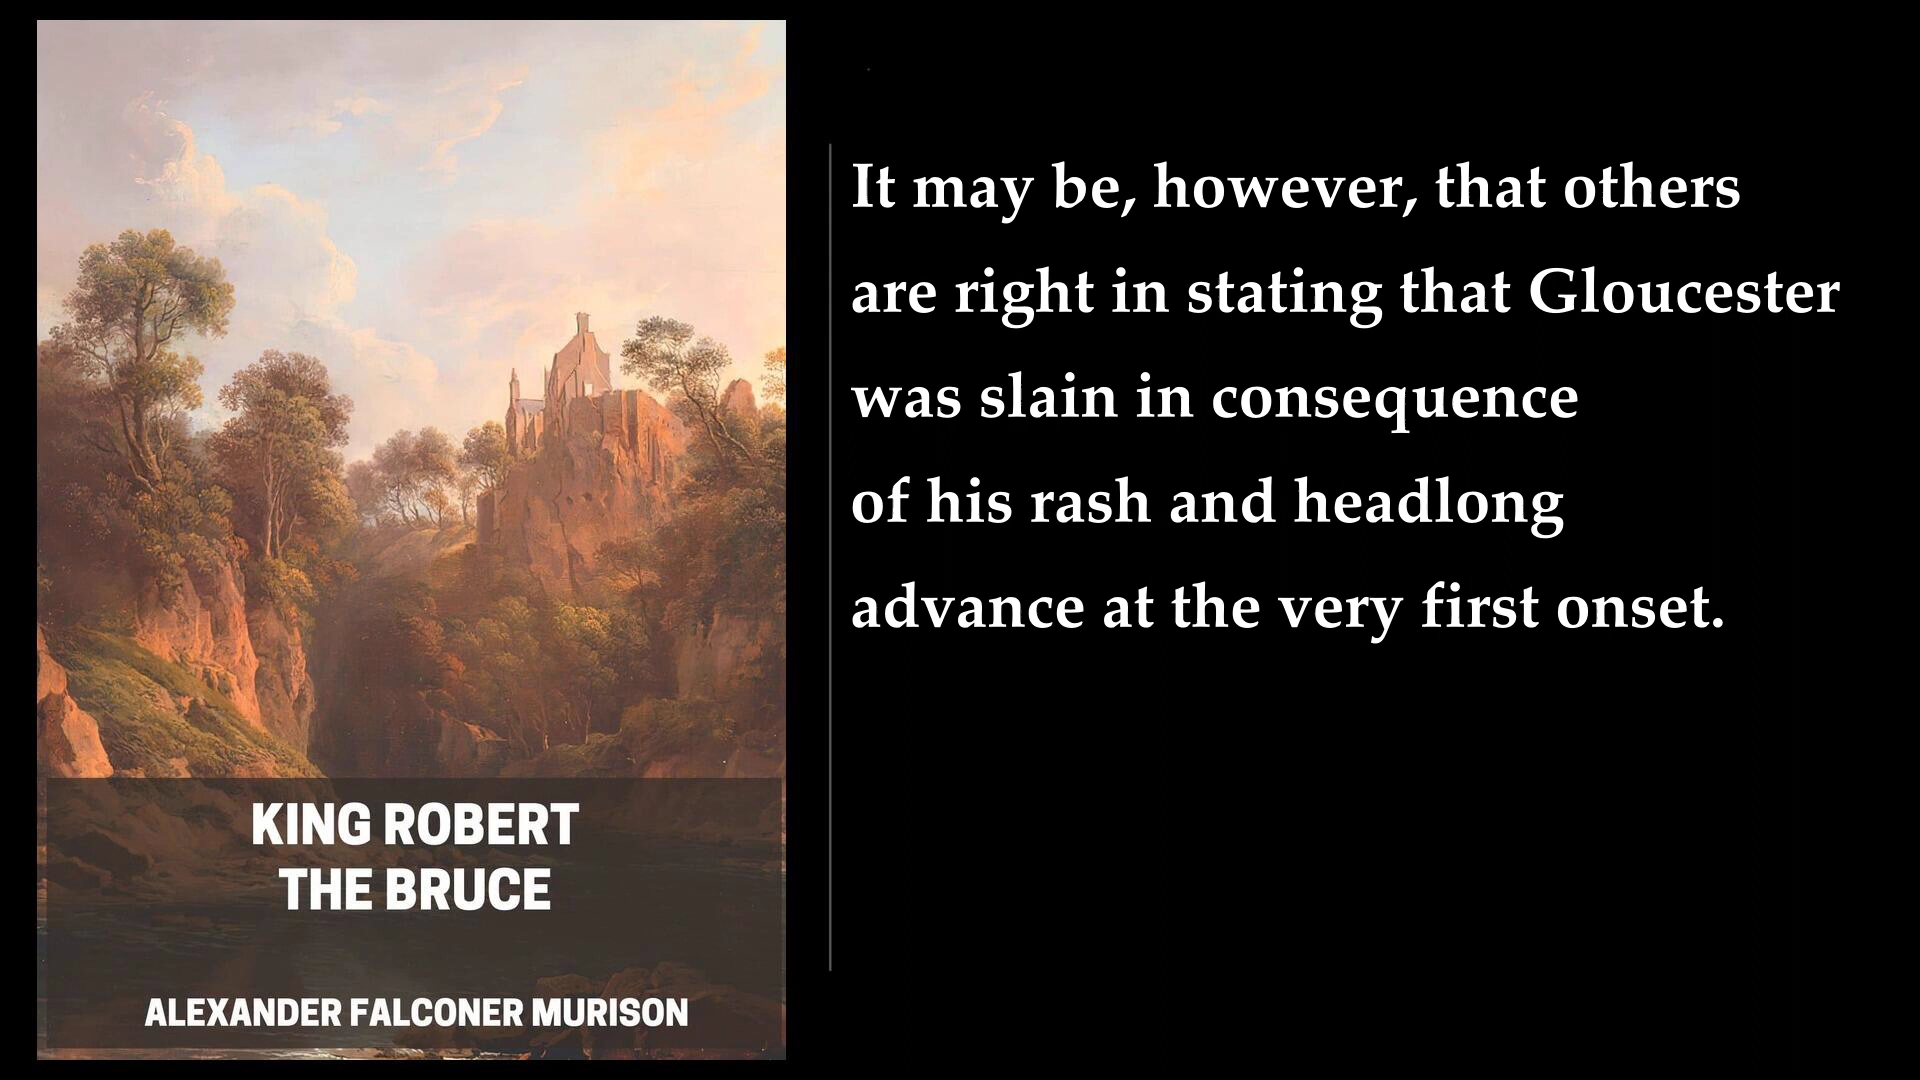 KING ROBERT
THE BRUCE
ALEXANDER FALCONER MURISON
It may be, however, that others
are right in stating that Gloucester
was slain in consequence
of his rash and headlong
advance at the very first onset.